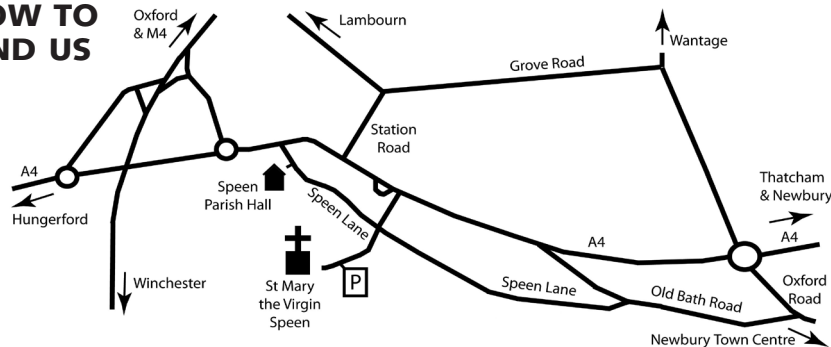 OW TO
ND US
Oxford
& M4
Lambourn
Wantage
Grove Road
Station
Road
A4
Hungerford
Speen
Parish Hall
Speen Lane
Thatcham
& Newbury
A4
A4
Winchester
P
St Mary
the Virgin
Speen
Speen Lane
Old Bath Road
Oxford
Road
Newbury Town Centre